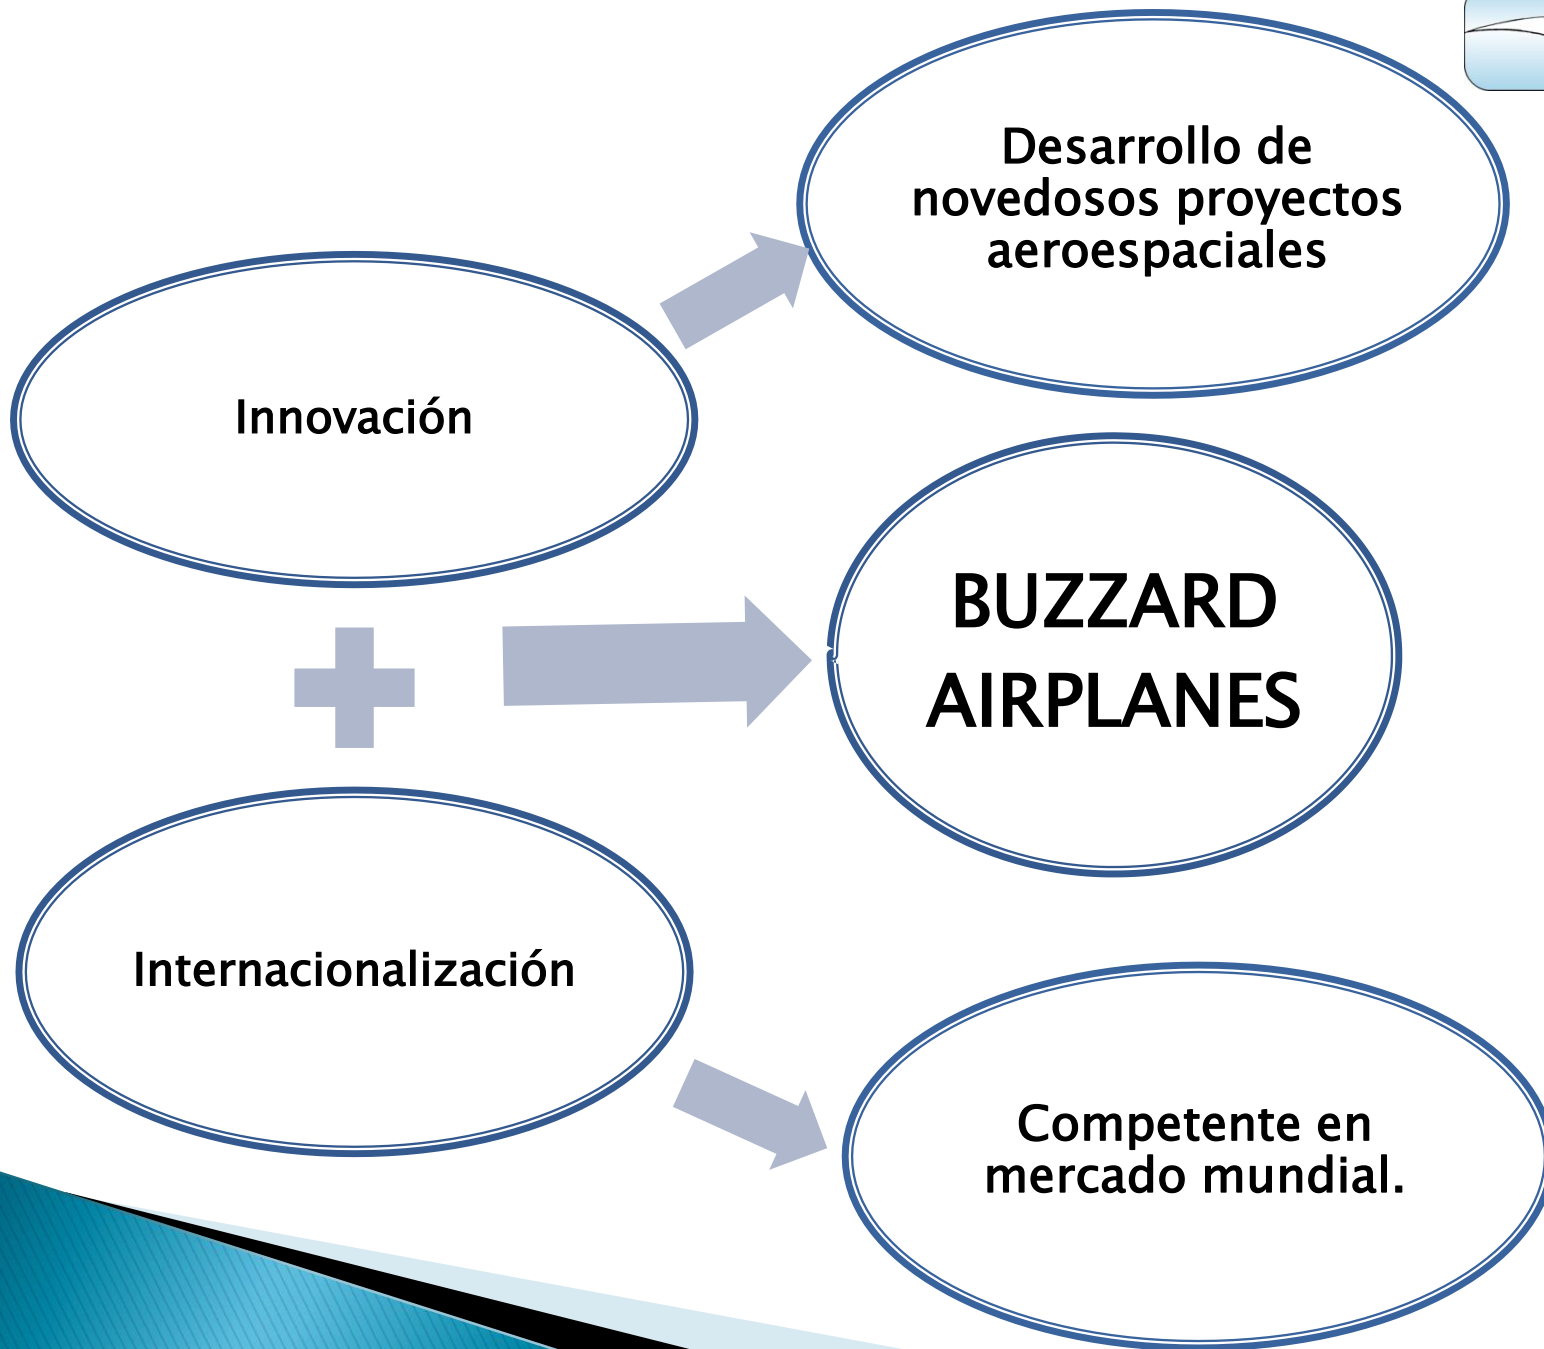 Desarrollo de
novedosos proyectos
aeroespaciales
Innovación
BUZZARD
AIRPLANES
Internacionalización
Competente en
mercado mundial.